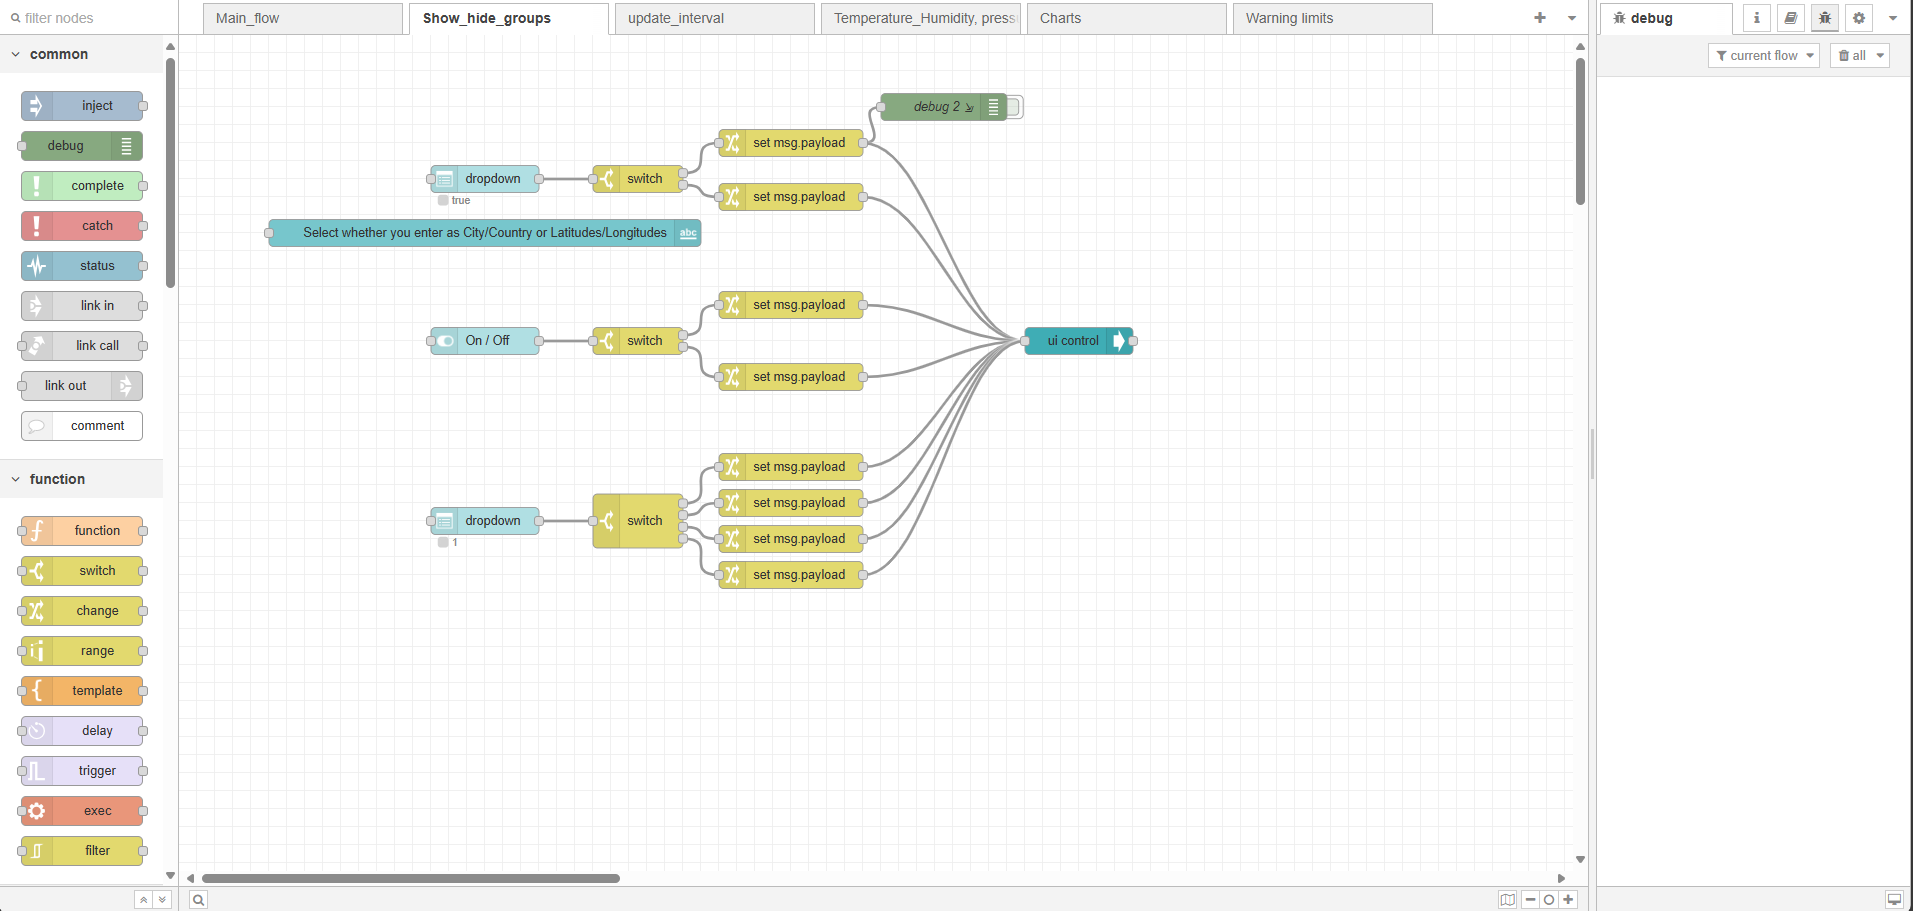 filter nodes
Main_flow
Show_hide_groups
update_interval
Temperature_Humidity, press
Charts
Warning limits
debug
current flow
all
common
inject
debug
complete
catch
status
link in
link call
link out
comment
function
function
switch
change
range
template
delay
trigger
exec
filter
debug 2
set msg.payload
dropdown
switch
true
set msg.payload
Select whether you enter as City/Country or Latitudes/Longitudes
abc
set msg.payload
On / Off
switch
ui control
set msg.payload
set msg.payload
set msg.payload
dropdown
switch
1
set msg.payload
set msg.payload